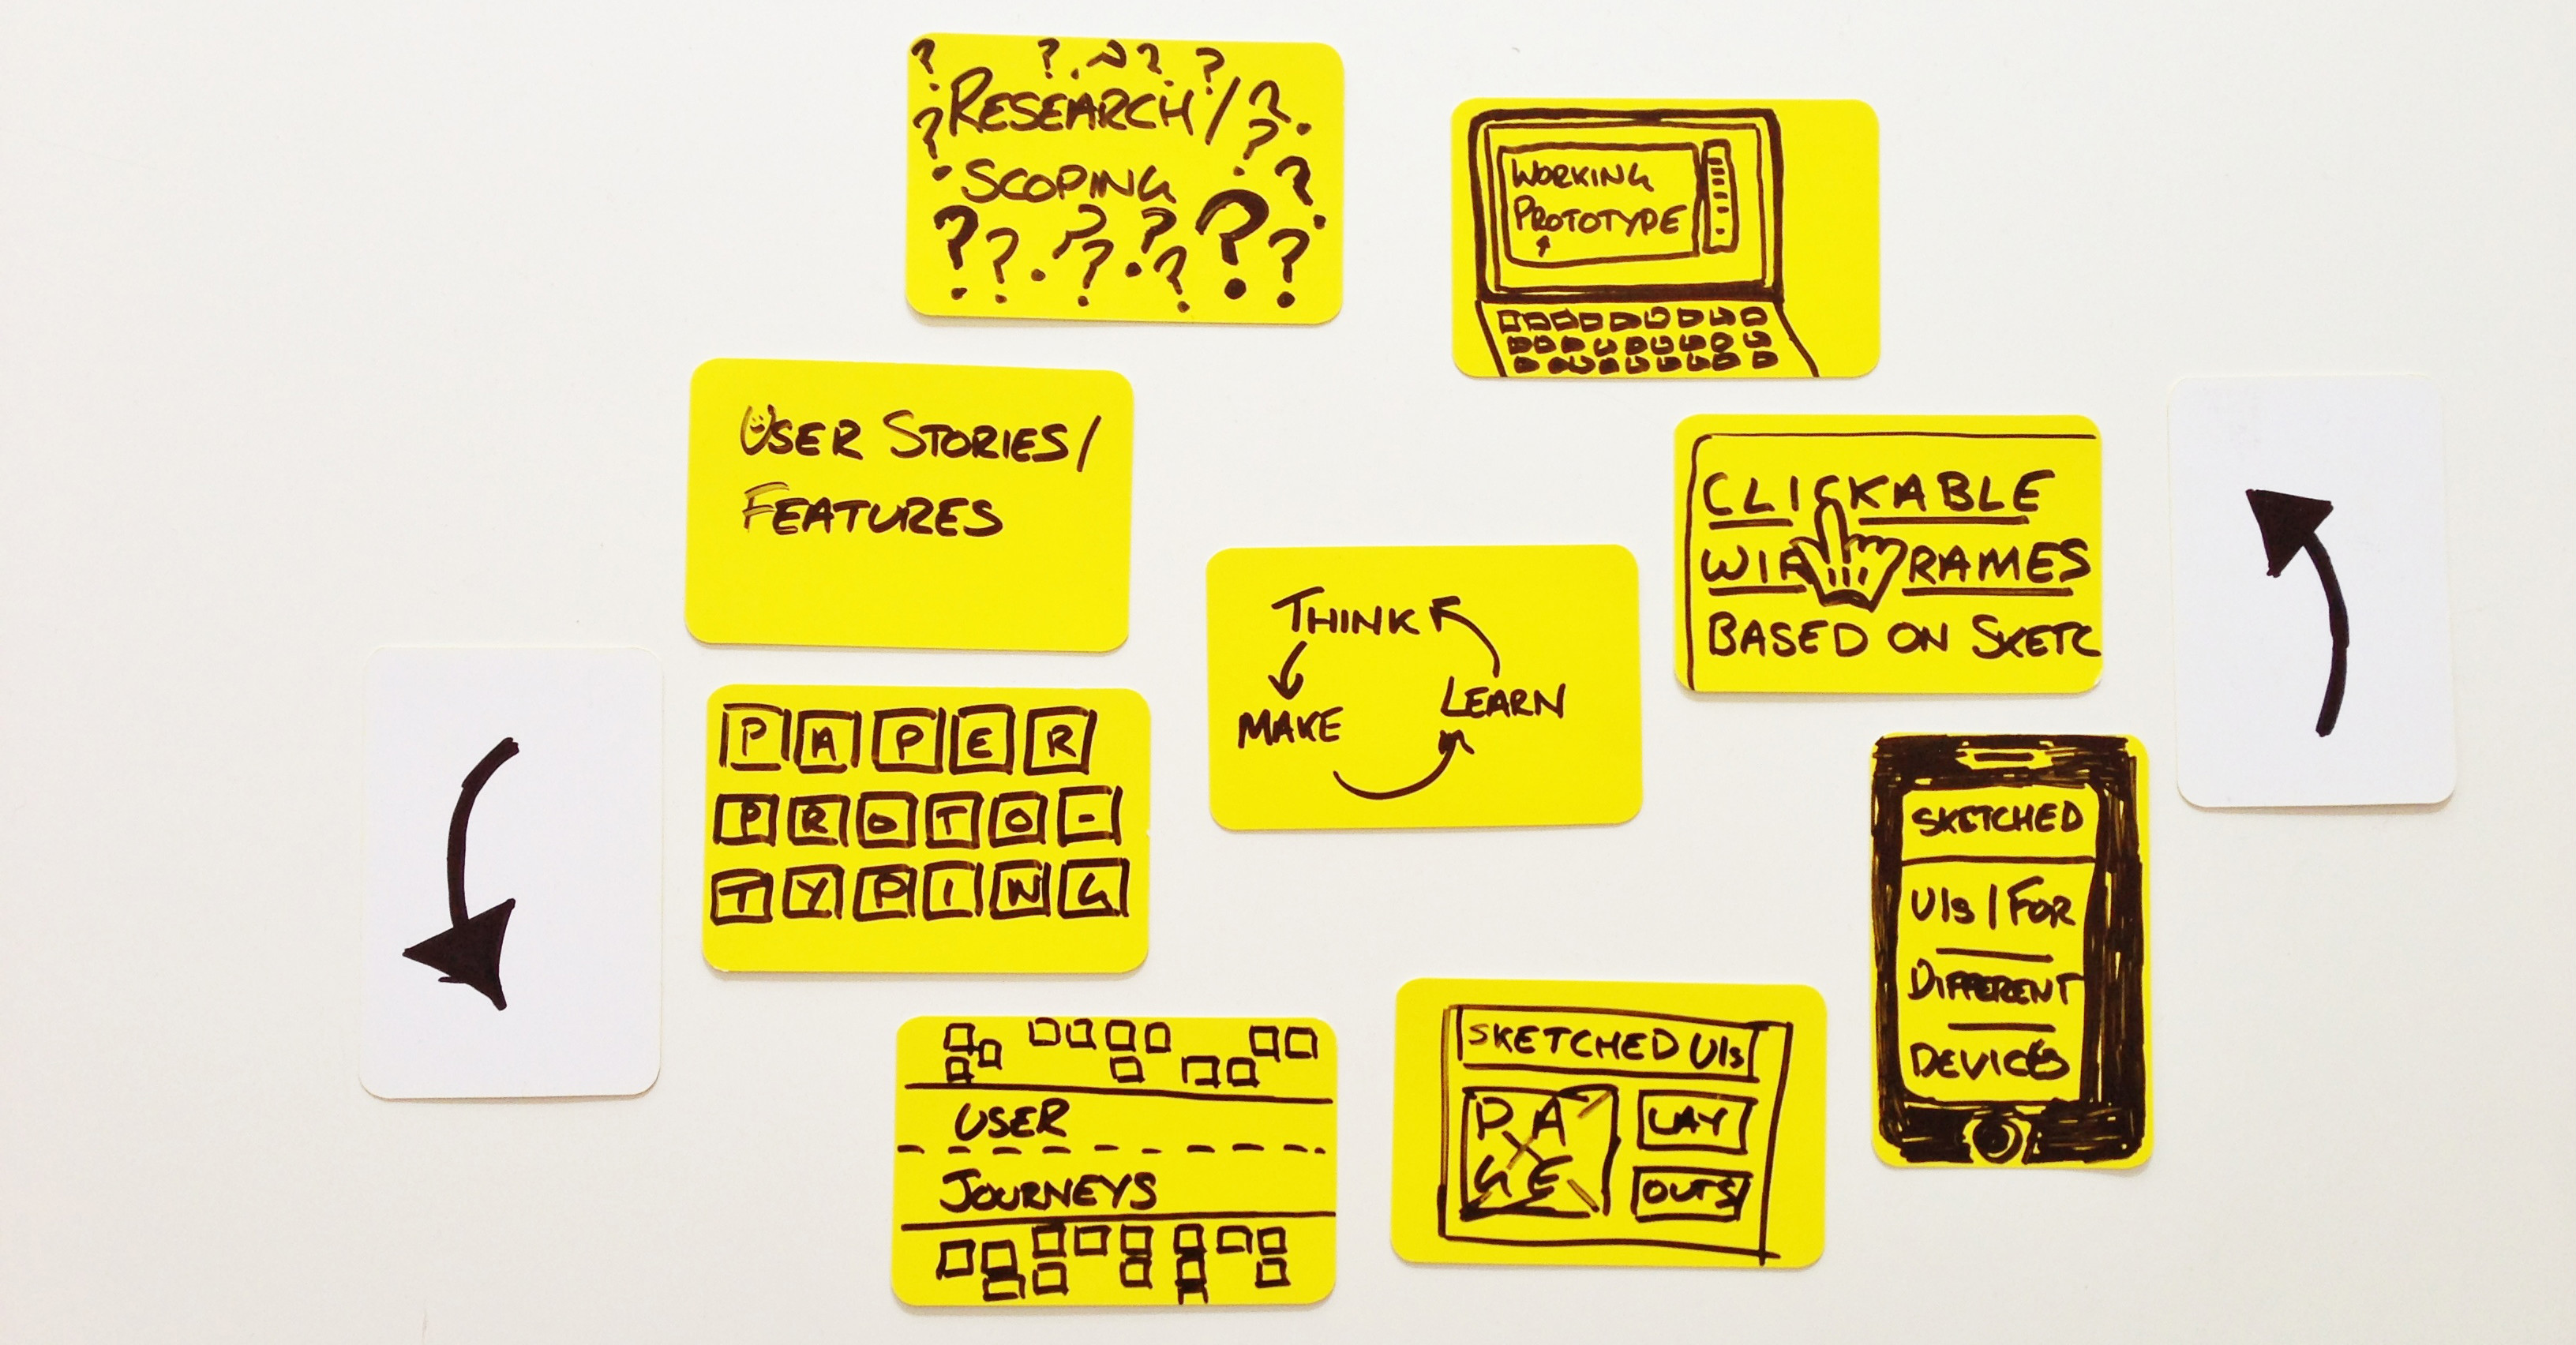 RESEARCH/
SCOPING
USER STORIES/
FEATURES
PAPER
PROTO-
TYPING
USER
JOURNEYS
SKETCHED UIs
PAGE
LAY
OUTS
SKETCHED
UIs/FOR
DIFFERENT
DEVICES
CLICKABLE
WIRFRAMES
BASED ON SKETC
WORKING
PROTOTYPE
THINK
MAKE
LEARN